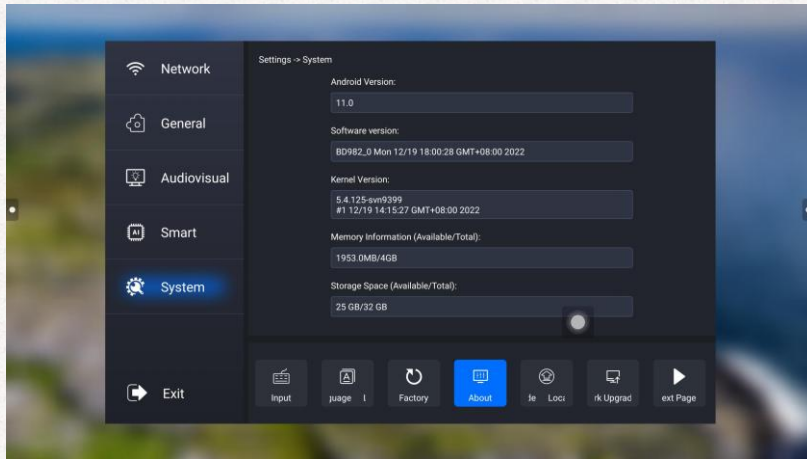 Network
General
Audiovisual
Smart
AI
System
Exit
Settings -> System
Android Version:
11.0
Software version:
BD982_0 Mon 12/19 18:00:28 GMT+08:00 2022
Kernel Version:
5.4.125-svn9399
#1 12/19 14:15:27 GMT+08:00 2022
Memory Information (Available/Total):
1953.0MB/4GB
Storage Space (Available/Total):
25 GB/32 GB
Input
A
Factory
About
rk Upgrad
ext Page